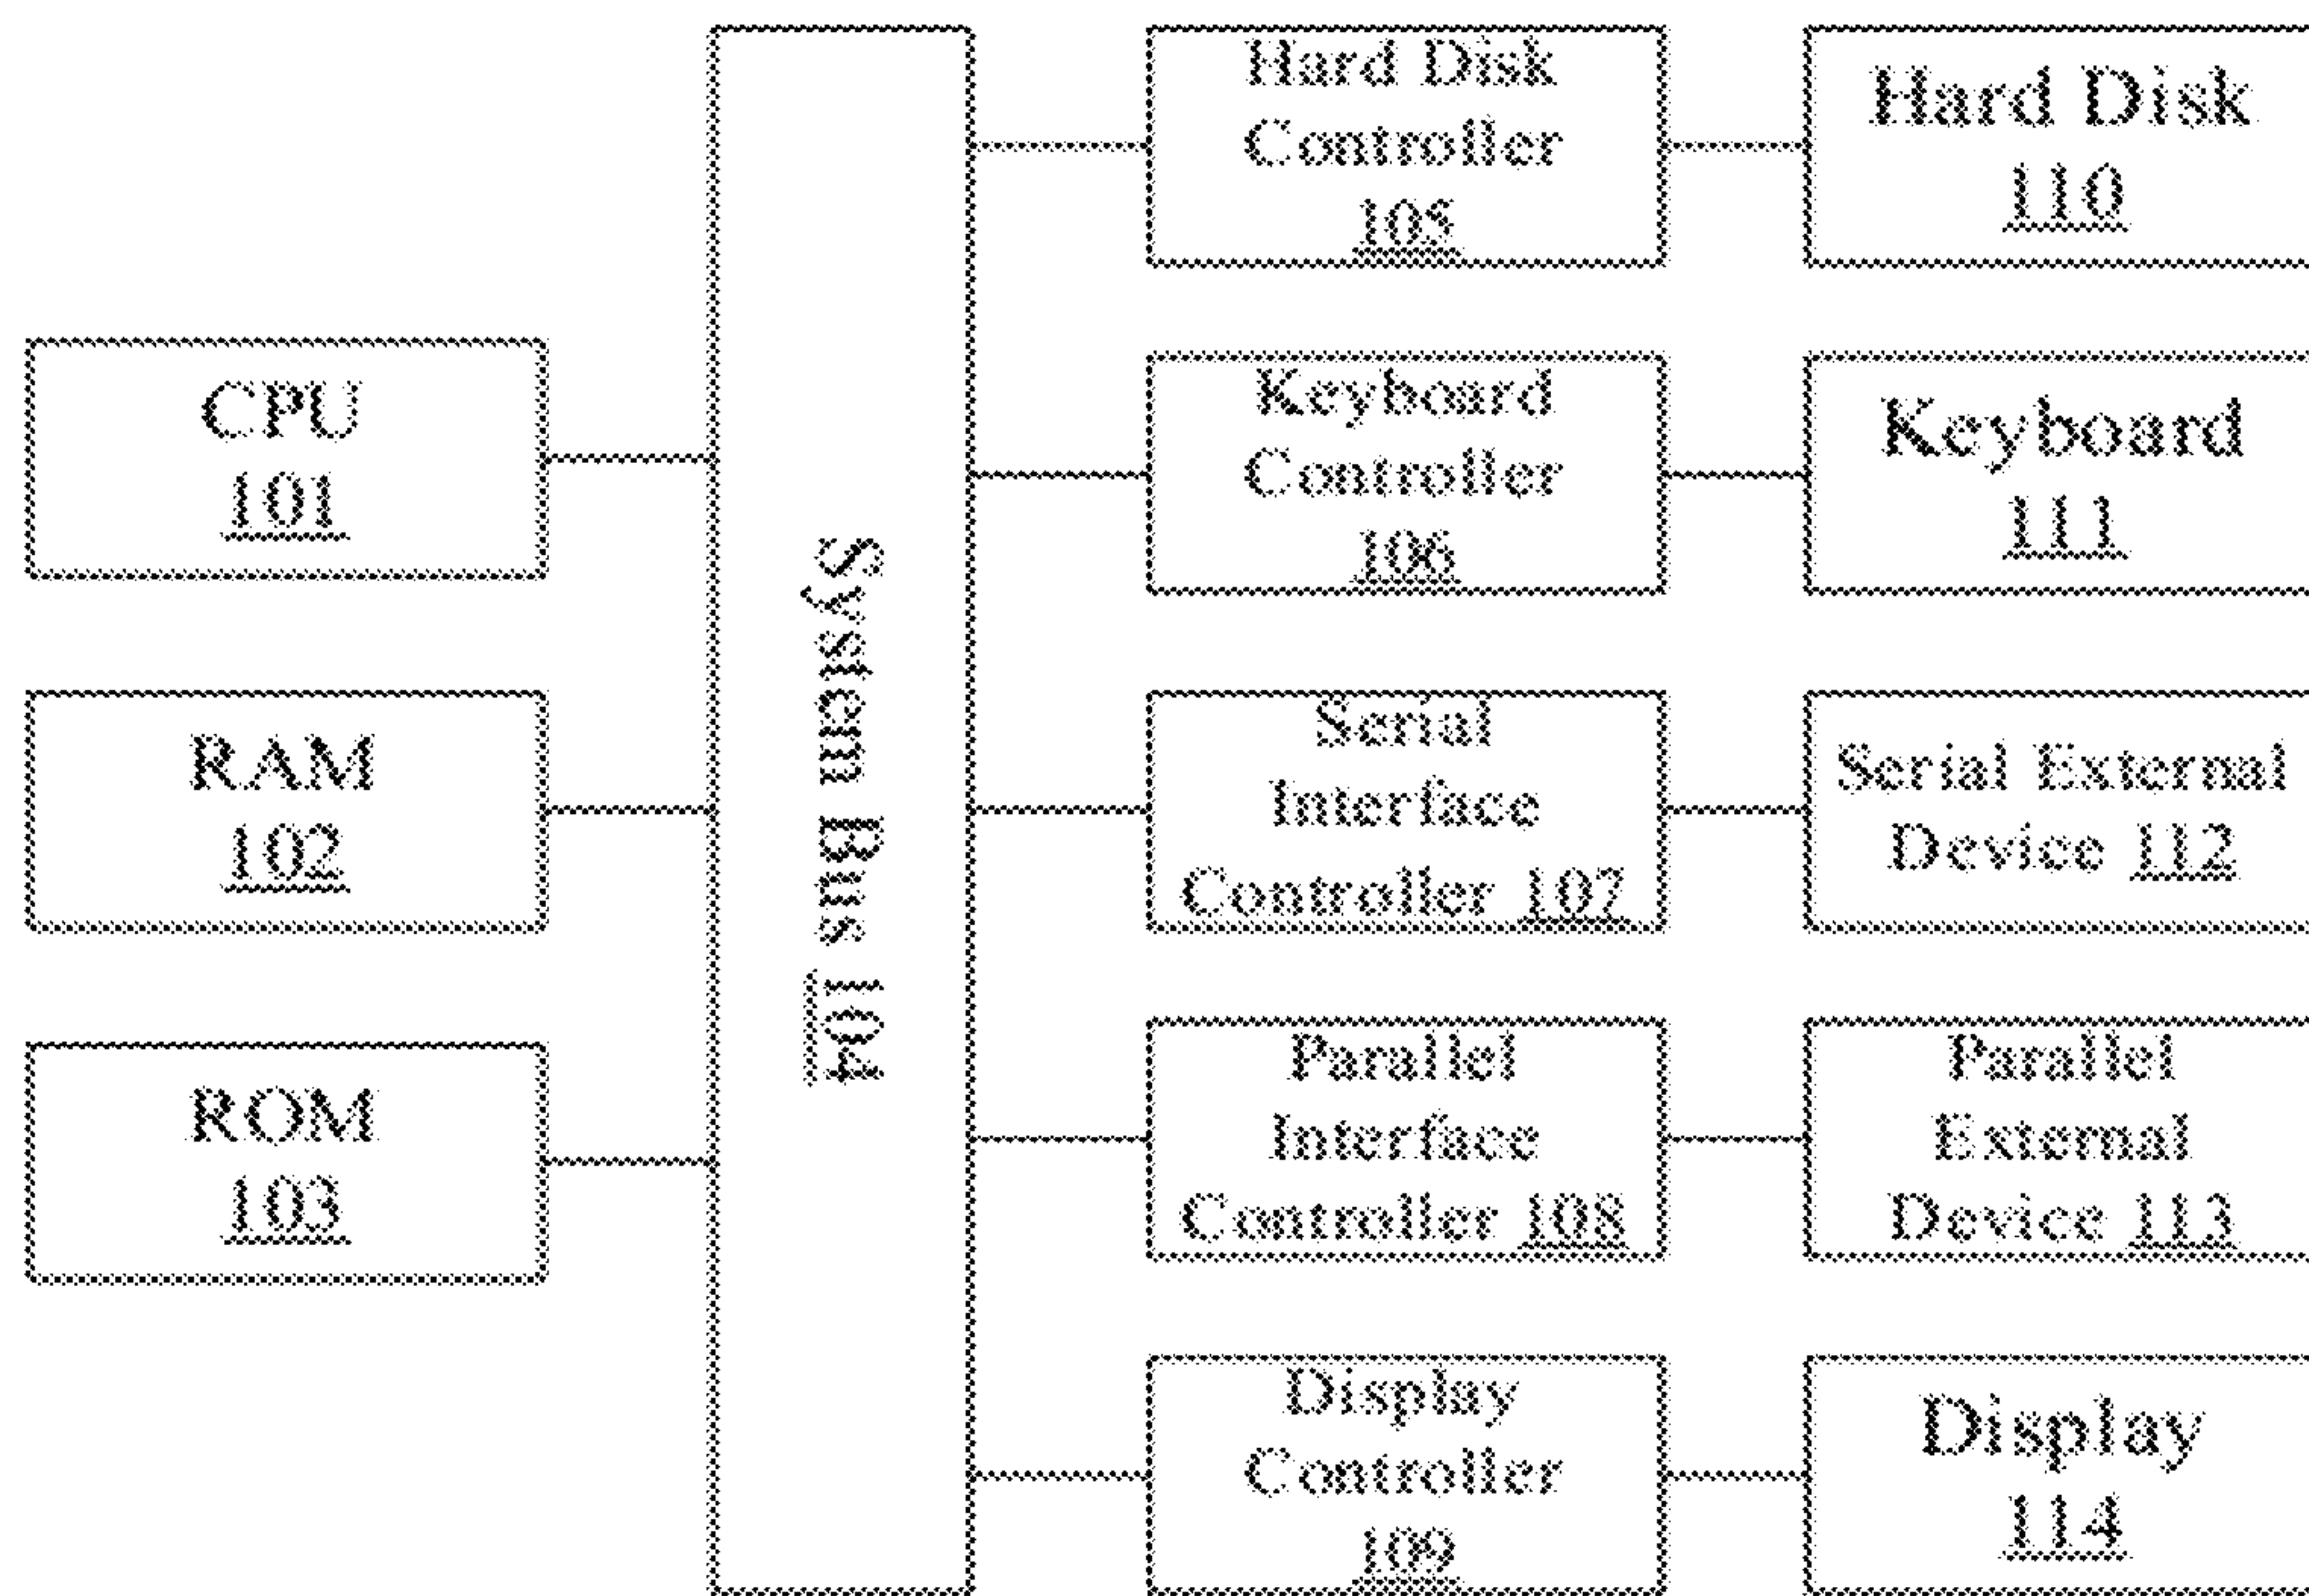 CPU
101
RAM
102
ROM
103
System Bus 104
Hard Disk
Controller
105
Keyboard
Controller
106
Serial
Interface
Controller 107
Parallel
Interface
Controller 108
Display
Controller
109
Hard Disk
110
Keyboard
111
Serial External
Device 112
Parallel
External
Device 113
Display
114